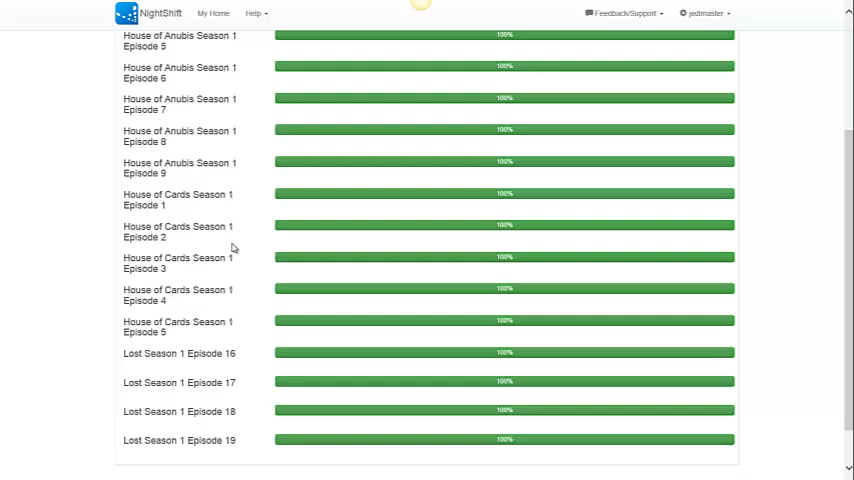 NightShift My Home Help Feedback/Support jedimaster
House of Anubis Season 1
Episode 5
100%
House of Anubis Season 1
Episode 6
100%
House of Anubis Season 1
Episode 7
100%
House of Anubis Season 1
Episode 8
100%
House of Anubis Season 1
Episode 9
100%
House of Cards Season 1
Episode 1
100%
House of Cards Season 1
Episode 2
100%
House of Cards Season 1
Episode 3
100%
House of Cards Season 1
Episode 4
100%
House of Cards Season 1
Episode 5
100%
Lost Season 1 Episode 16
100%
Lost Season 1 Episode 17
100%
Lost Season 1 Episode 18
100%
Lost Season 1 Episode 19
100%